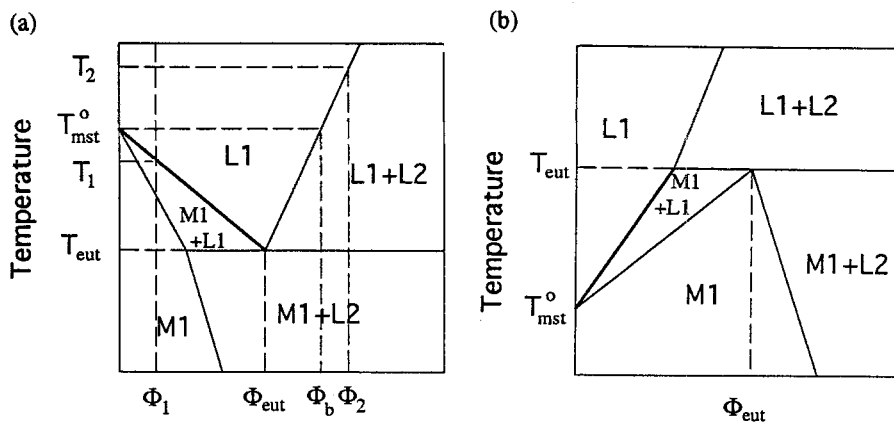 (a)
T₂
T°mst
T₁
Teut
Temperature
L1
L1+L2
M1
+L1
M1
M1+L2
Φ₁
Φeut
Φb
Φ₂
(b)
L1
L1+L2
Teut
M1
+L1
Temperature
T°mst
M1
M1+L2
Φeut